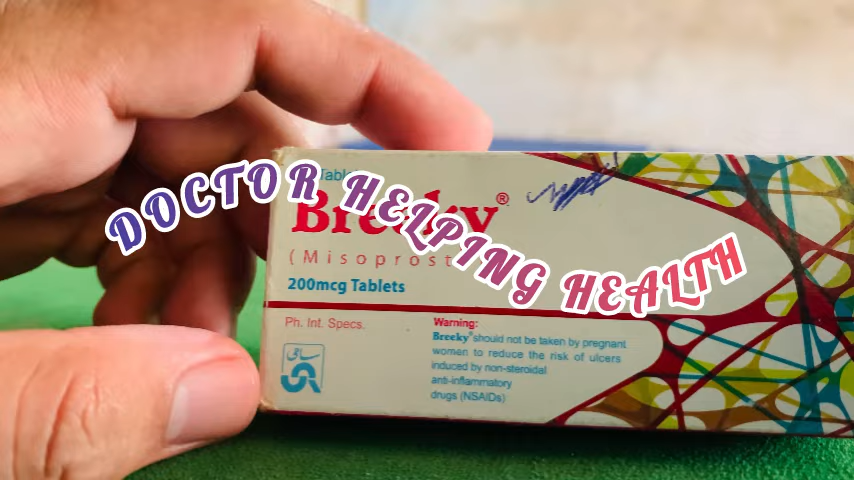 DOCTOR HELPING HEALTH
Breeky®
(Misoprost
200mcg Tablets
Ph. Int. Specs.
Warning:
Breeky® should not be taken by pregnant
women to reduce the risk of ulcers
induced by non-steroidal
anti-inflammatory
drugs (NSAIDs)
سامی